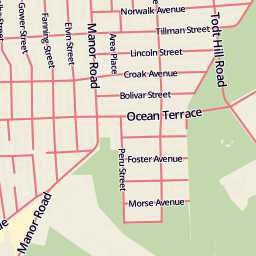 Norwalk Avenue
Tillman Street
Todt Hill Road
Gower Street
Fanning Street
Elvin Street
Manor Road
Area Place
Lincoln Street
Croak Avenue
Bolivar Street
Ocean Terrace
Peru Street
Foster Avenue
Morse Avenue
Manor Road